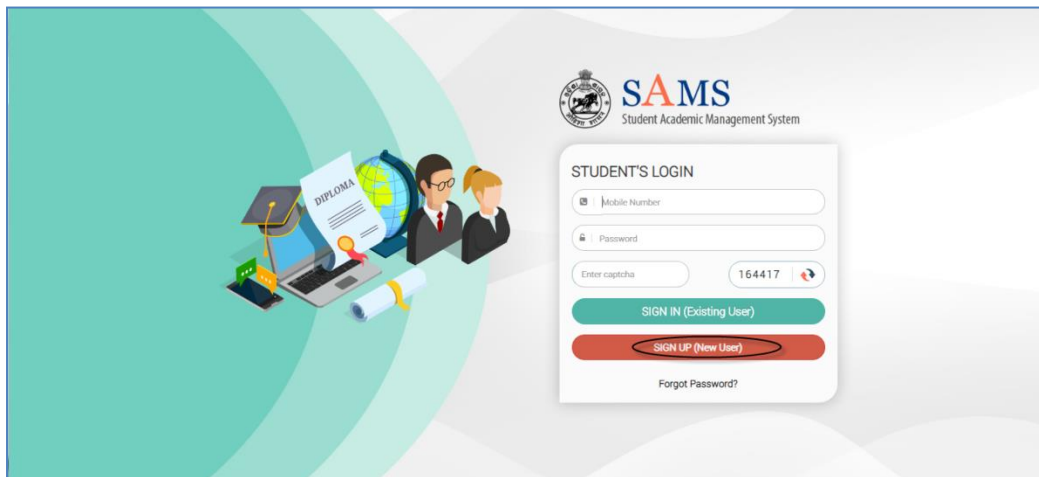 SAMS
Student Academic Management System
DIPLOMA
STUDENT'S LOGIN
Mobile Number
Password
Enter captcha
164417
SIGN IN (Existing User)
SIGN UP (New User)
Forgot Password?